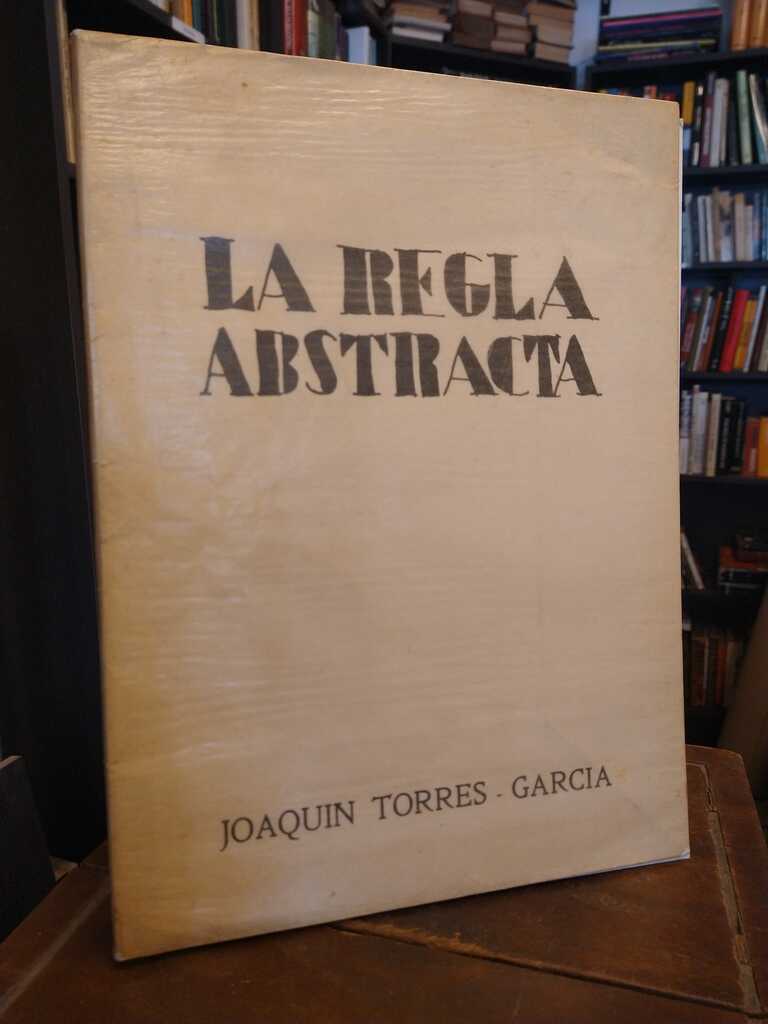 LA REGLA
ABSTRACTA
JOAQUIN TORRES - GARCIA